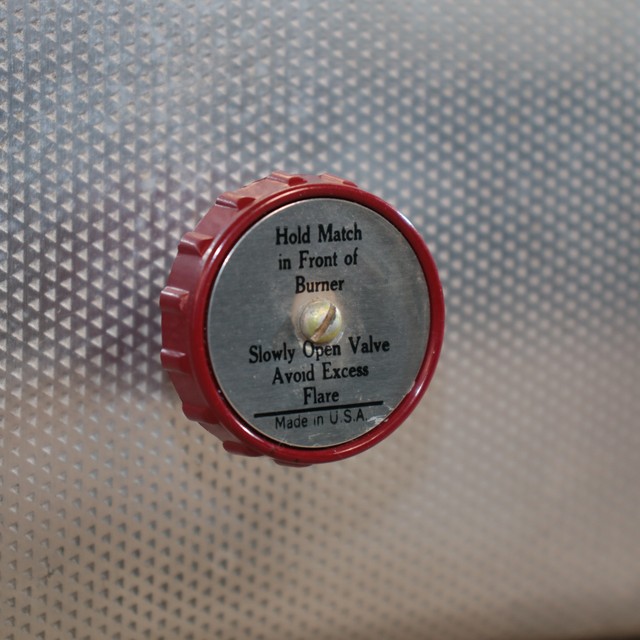 Hold Match
in Front of
Burner
Slowly Open Valve
Avoid Excess
Flare
Made in U.S.A.